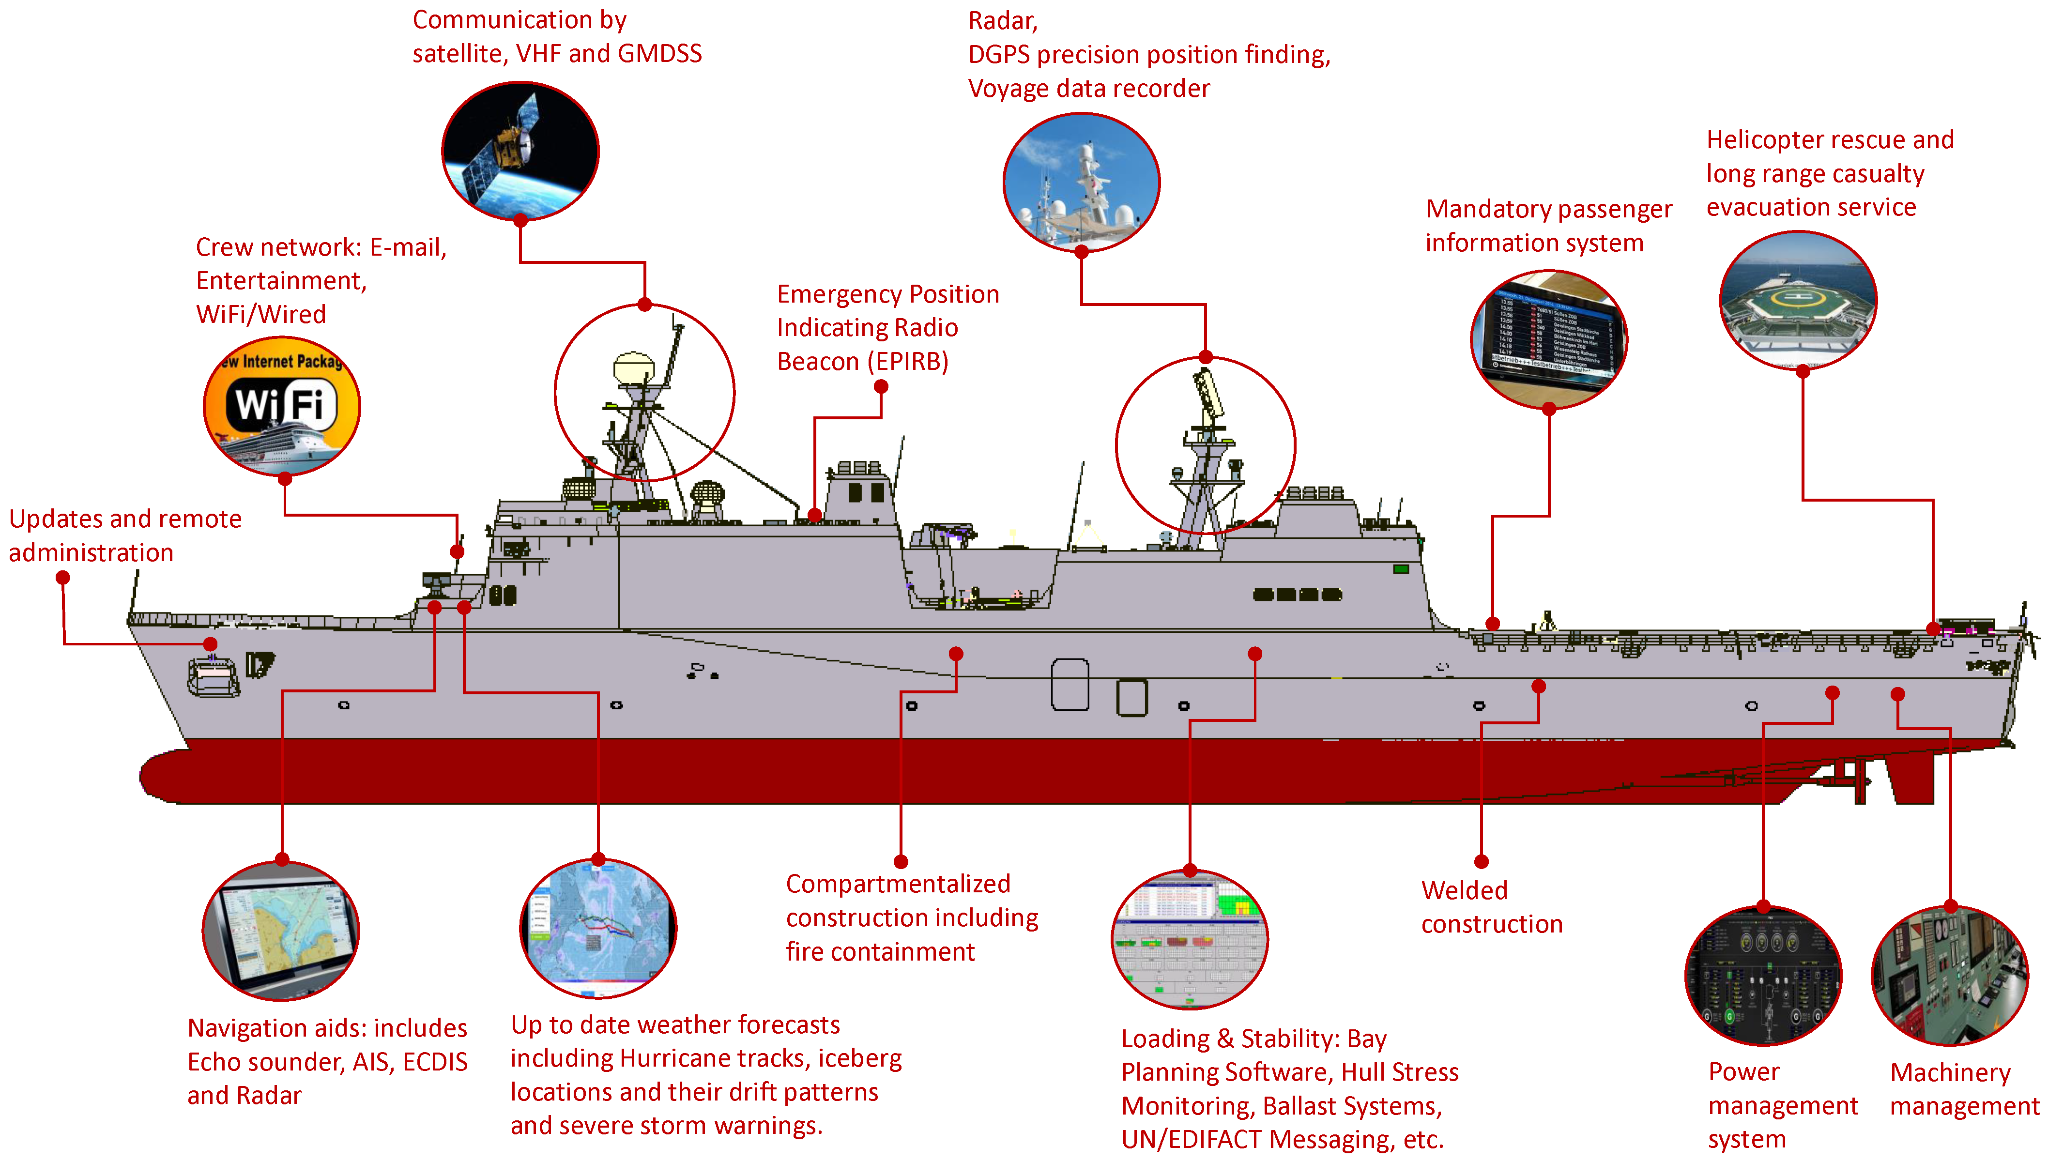 Communication by
satellite, VHF and GMDSS
Radar,
DGPS precision position finding,
Voyage data recorder
Helicopter rescue and
long range casualty
evacuation service
Mandatory passenger
information system
Crew network: E-mail,
Entertainment,
WiFi/Wired
Emergency Position
Indicating Radio
Beacon (EPIRB)
ew Internet Packag
WiFi
H
Updates and remote
administration
Compartmentalized
construction including
fire containment
Welded
construction
Navigation aids: includes
Echo sounder, AIS, ECDIS
and Radar
Up to date weather forecasts
including Hurricane tracks, iceberg
locations and their drift patterns
and severe storm warnings.
Loading & Stability: Bay
Planning Software, Hull Stress
Monitoring, Ballast Systems,
UN/EDIFACT Messaging, etc.
Power
management
system
Machinery
management